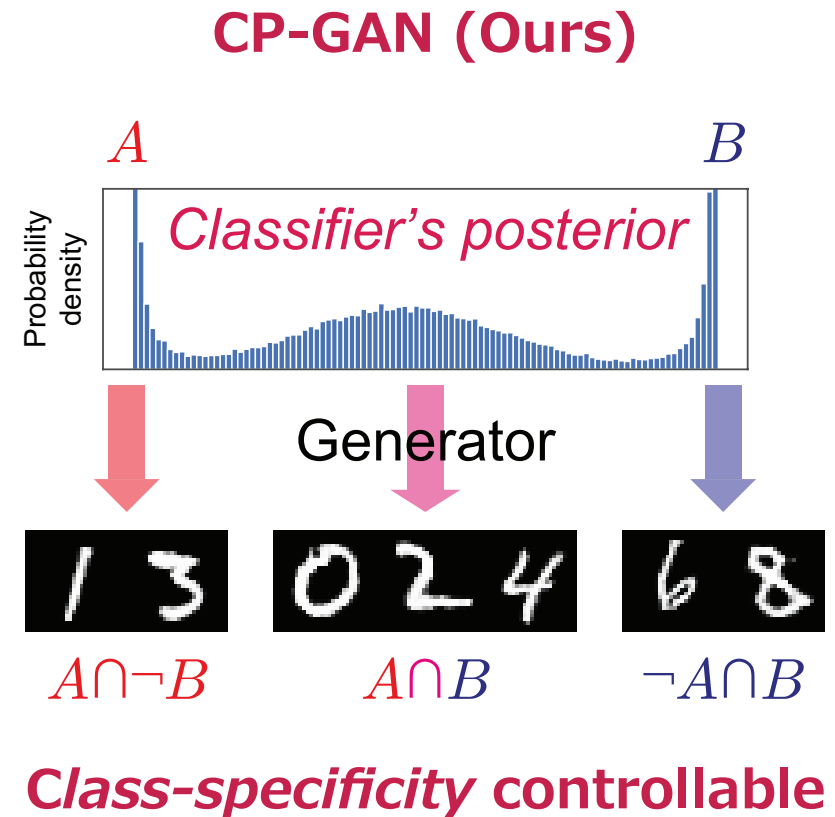 CP-GAN (Ours)
A B
Probability
density
Classifier's posterior
Generator
1 3 0 2 4 6 8
A∩¬B A∩B ¬A∩B
Class-specificity controllable